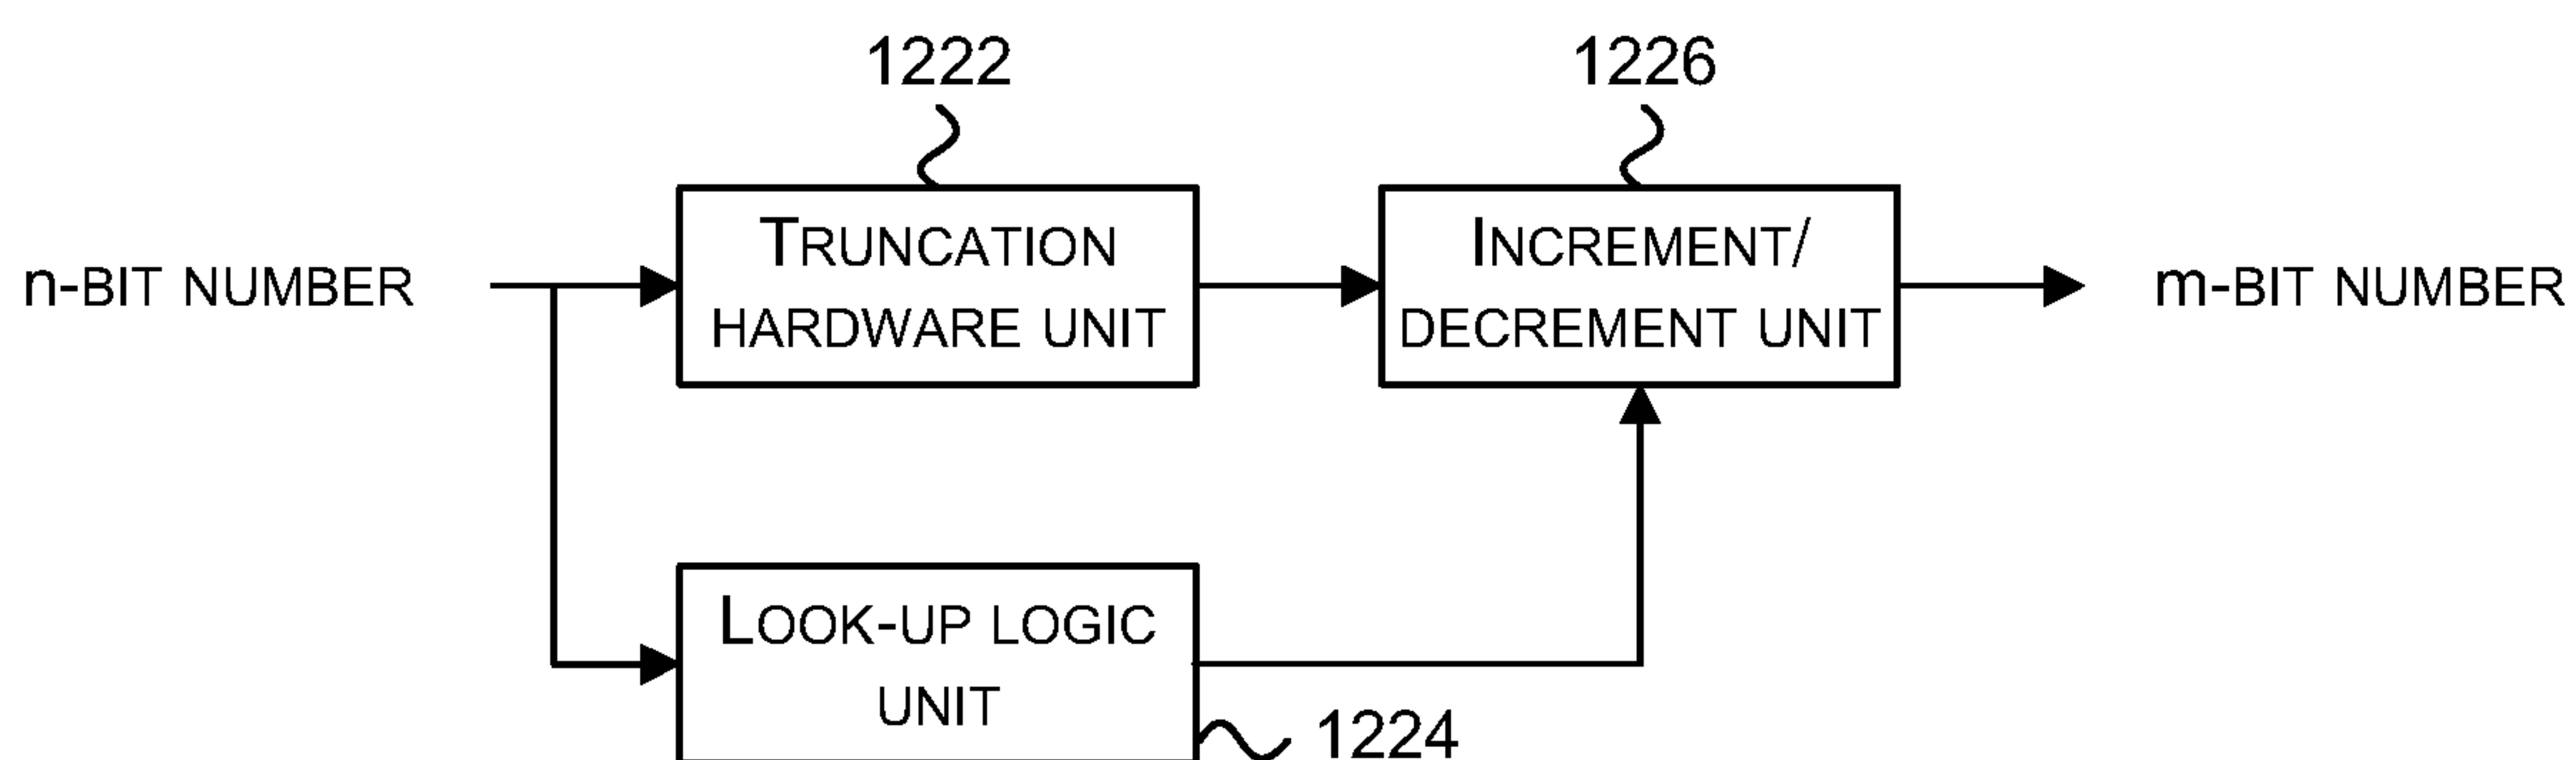 1222
1226
n-BIT NUMBER
TRUNCATION
HARDWARE UNIT
INCREMENT/
DECREMENT UNIT
m-BIT NUMBER
LOOK-UP LOGIC
UNIT
1224